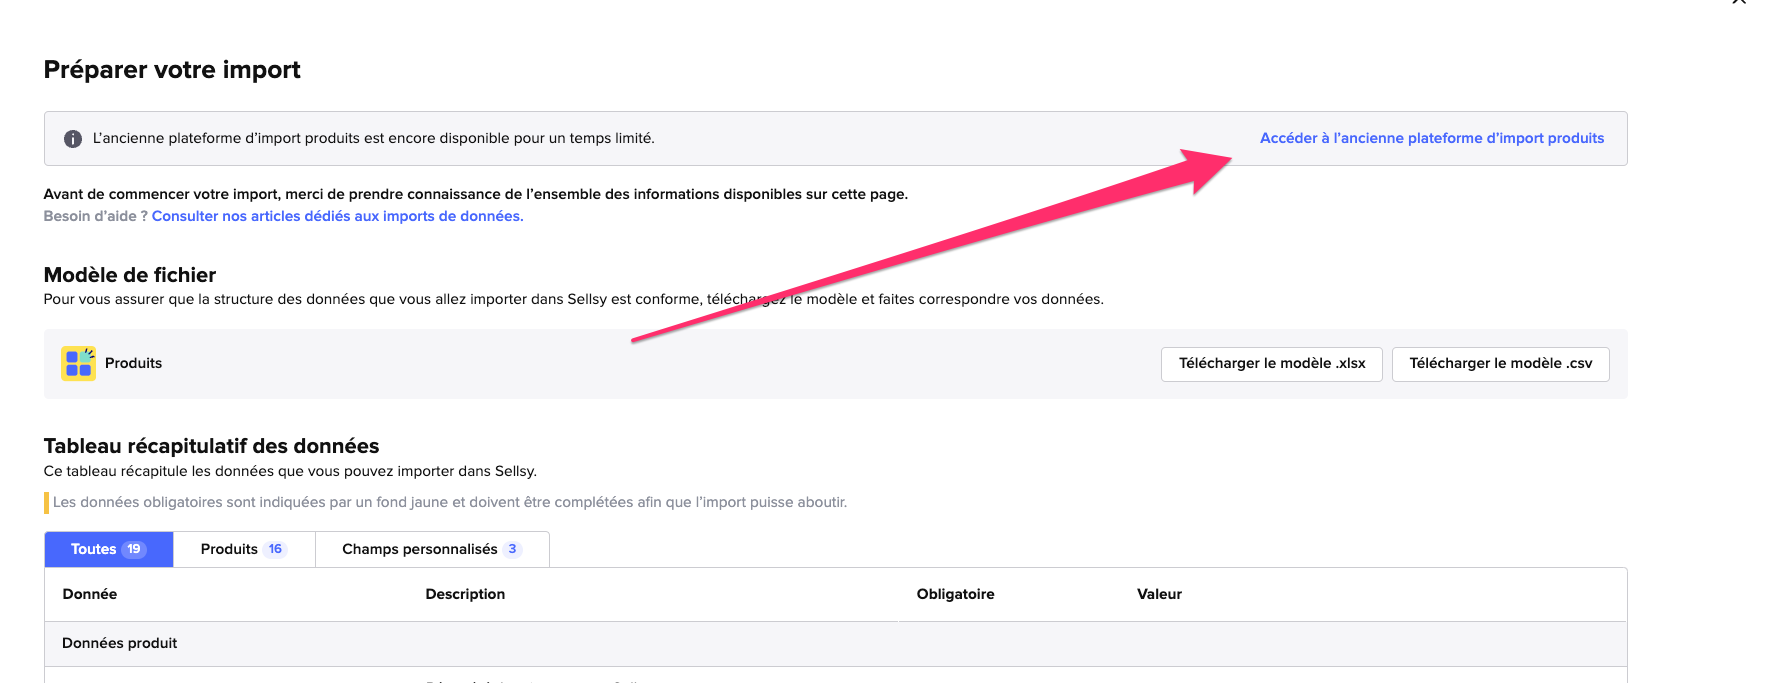 Préparer votre import
L’ancienne plateforme d’import produits est encore disponible pour un temps limité.
Accéder à l’ancienne plateforme d’import produits
Avant de commencer votre import, merci de prendre connaissance de l’ensemble des informations disponibles sur cette page.
Besoin d’aide ? Consulter nos articles dédiés aux imports de données.
Modèle de fichier
Pour vous assurer que la structure des données que vous allez importer dans Sellsy est conforme, téléchargez le modèle et faites correspondre vos données.
Produits
Télécharger le modèle .xlsx
Télécharger le modèle .csv
Tableau récapitulatif des données
Ce tableau récapitule les données que vous pouvez importer dans Sellsy.
Les données obligatoires sont indiquées par un fond jaune et doivent être complétées afin que l’import puisse aboutir.
Toutes 19
Produits 16
Champs personnalisés 3
Donnée
Description
Obligatoire
Valeur
Données produit